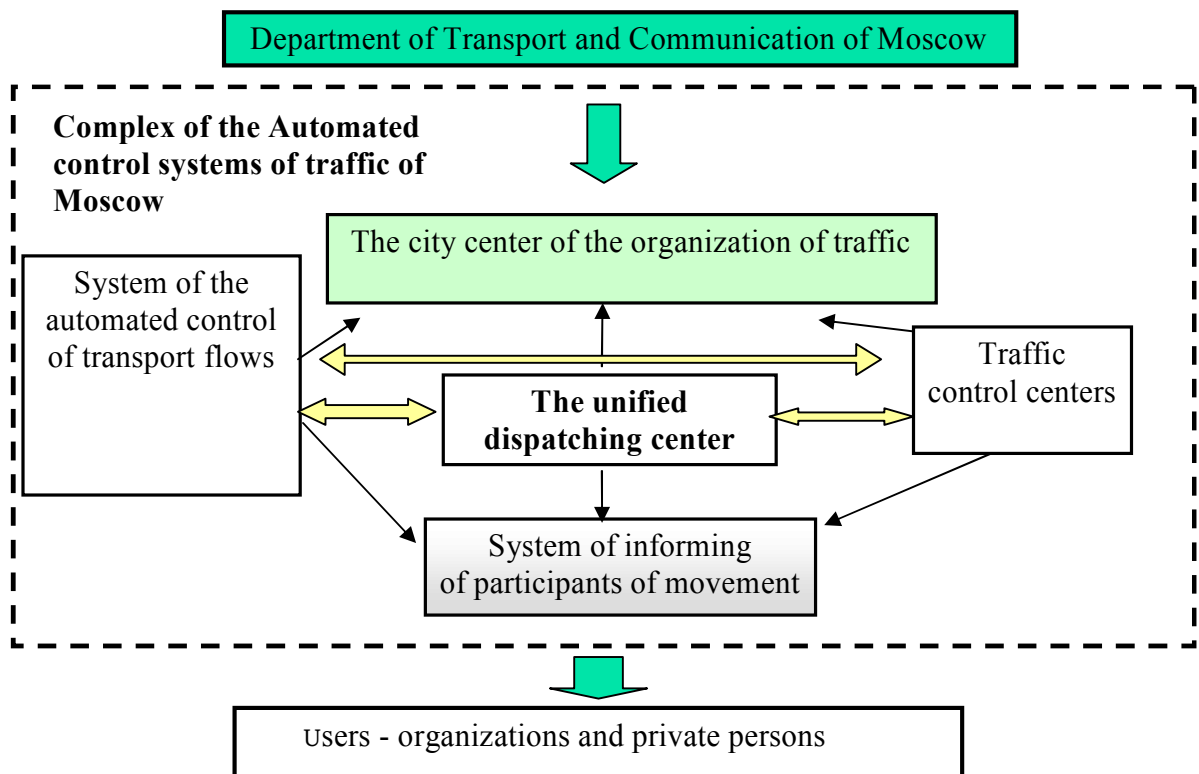 Department of Transport and Communication of Moscow
Complex of the Automated
control systems of traffic of
Moscow
The city center of the organization of traffic
System of the
automated control
of transport flows
Traffic
control centers
The unified
dispatching center
System of informing
of participants of movement
Users - organizations and private persons